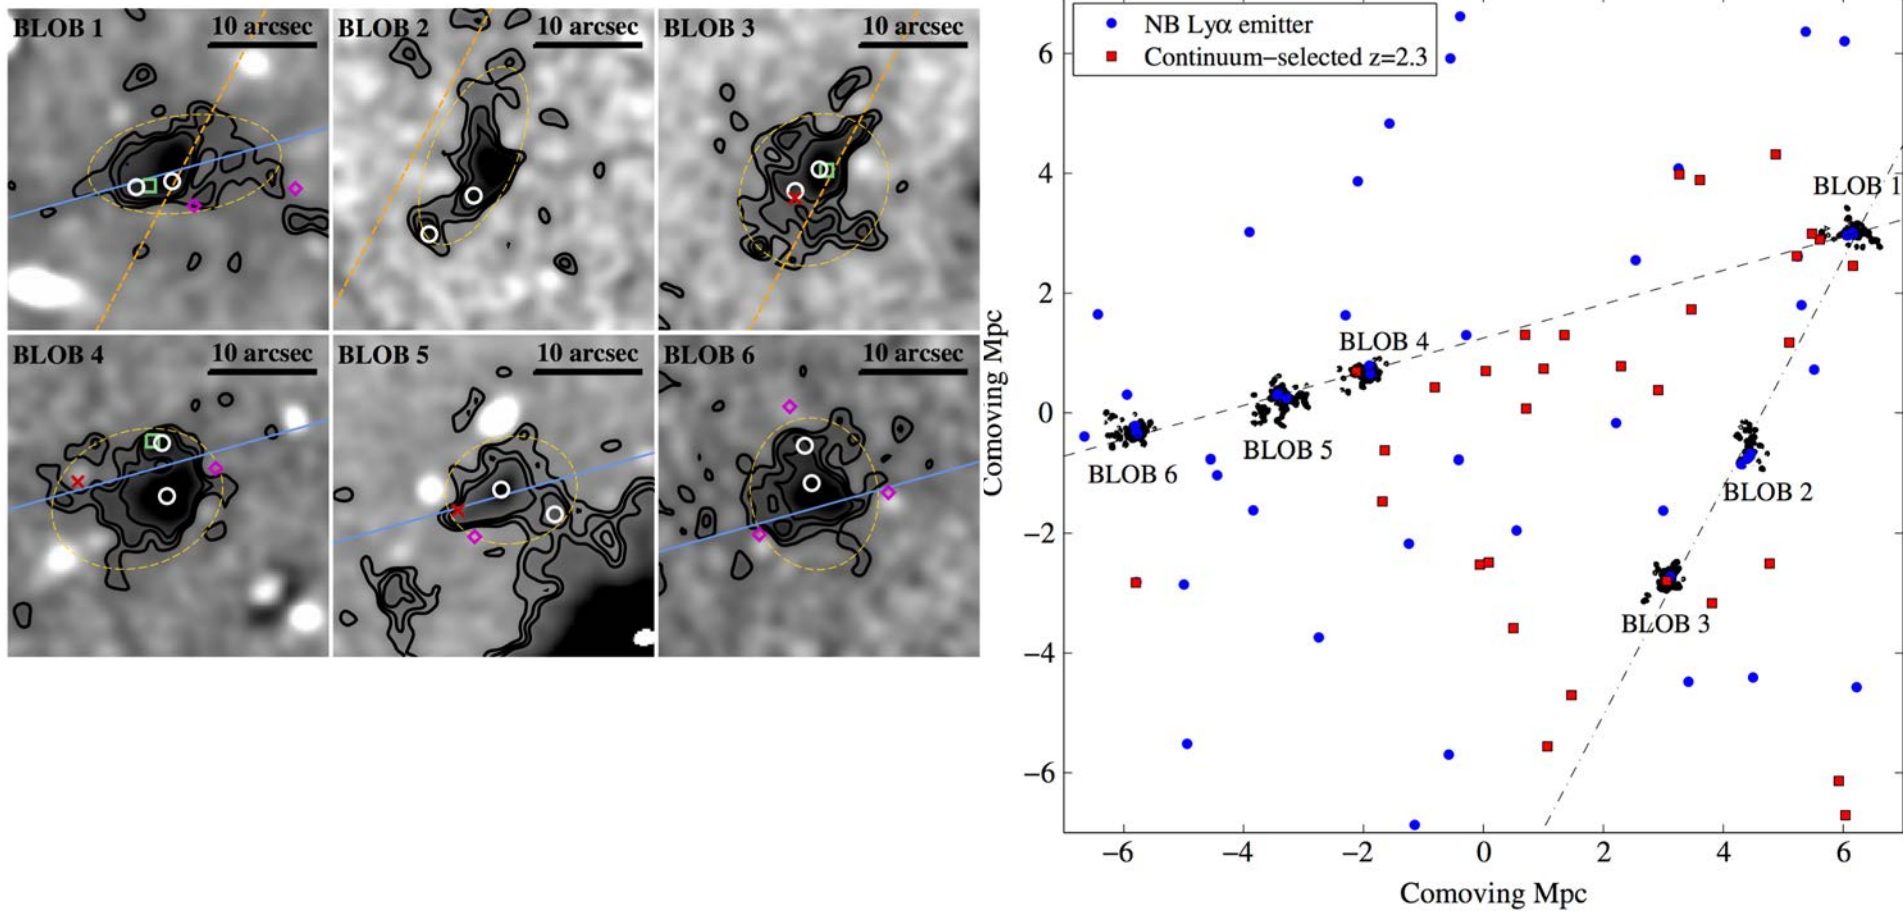 BLOB 1
10 arcsec
BLOB 2
10 arcsec
BLOB 3
10 arcsec
BLOB 4
10 arcsec
BLOB 5
10 arcsec
BLOB 6
10 arcsec
NB Lyα emitter
Continuum−selected z=2.3
BLOB 1
BLOB 4
BLOB 5
BLOB 6
BLOB 2
BLOB 3
6
4
2
0
−2
−4
−6
Comoving Mpc
−6 −4 −2 0 2 4 6
Comoving Mpc